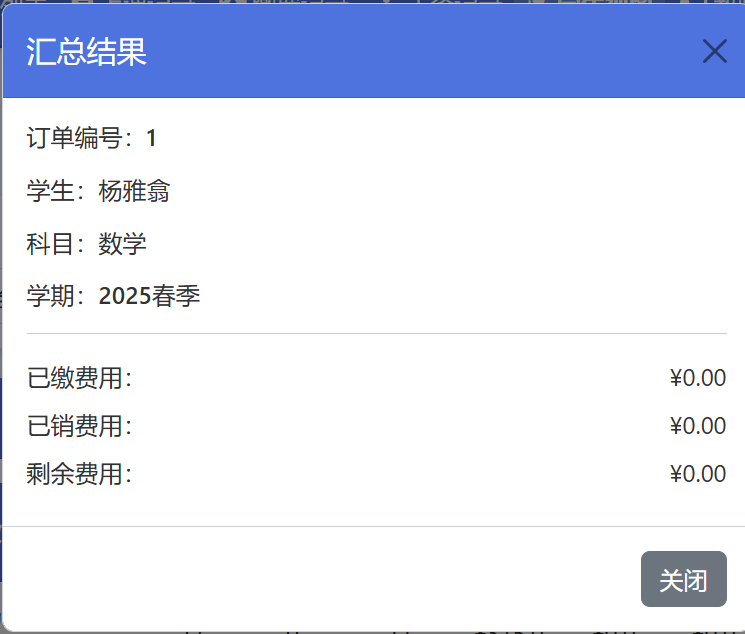 汇总结果
订单编号：1
学生：杨雅翕
科目：数学
学期：2025春季
已缴费用： ¥0.00
已销费用： ¥0.00
剩余费用： ¥0.00
关闭